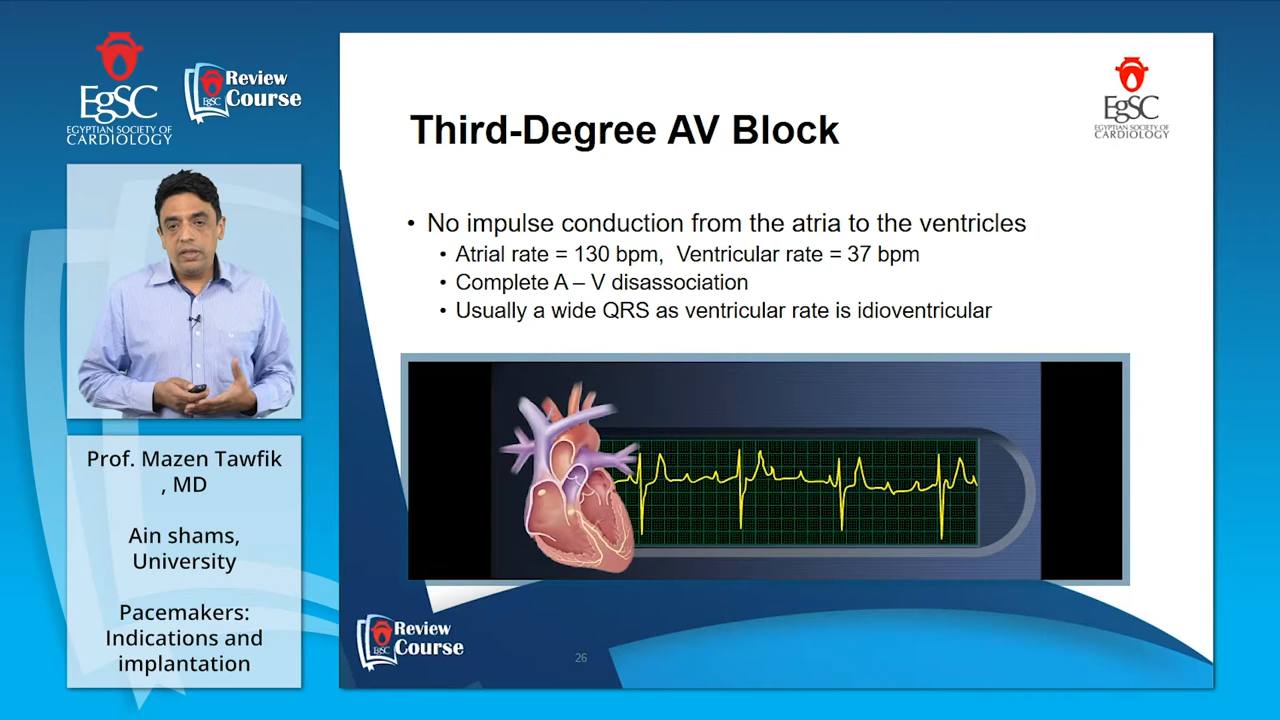 EgSC
EGYPTIAN SOCIETY OF
CARDIOLOGY
Review
Course
EgSC
Prof. Mazen Tawfik
, MD
Ain shams,
University
Pacemakers:
Indications and
implantation
EgSC
EGYPTIAN SOCIETY OF
CARDIOLOGY
Third-Degree AV Block
• No impulse conduction from the atria to the ventricles
• Atrial rate = 130 bpm, Ventricular rate = 37 bpm
• Complete A – V disassociation
• Usually a wide QRS as ventricular rate is idioventricular
Review
Course
EgSC
26